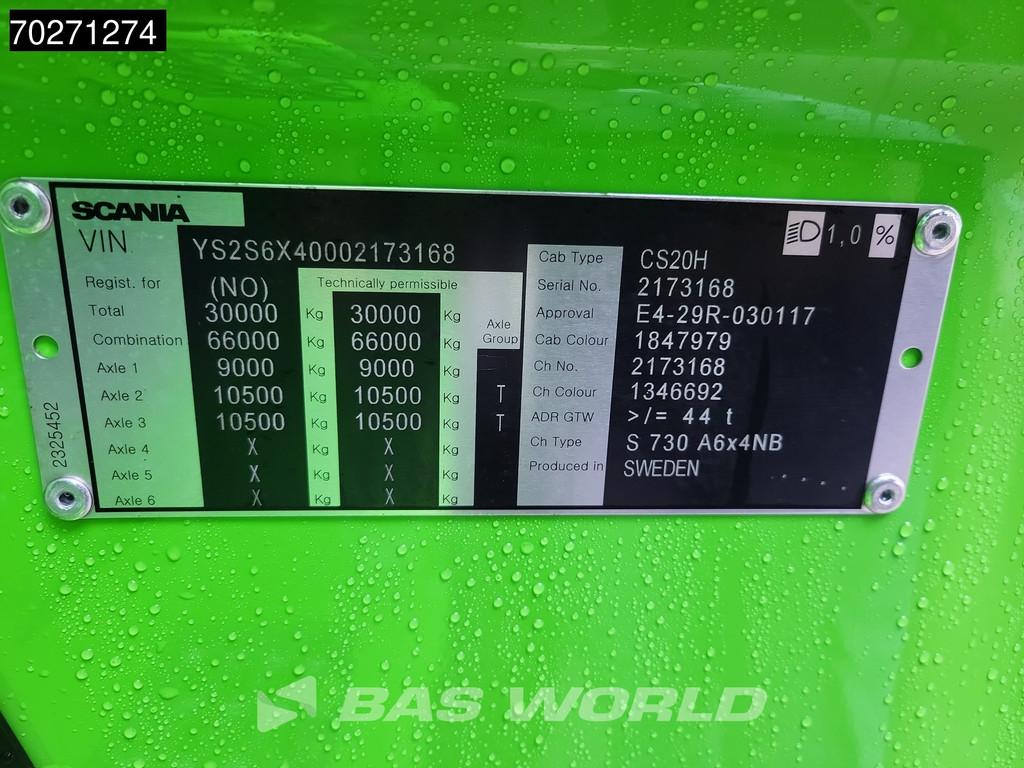 70271274
SCANIA
VIN YS2S6X40002173168 1,0 %
Regist. for (NO) Technically permissible
Total 30000 Kg 30000 Kg
Combination 66000 Kg 66000 Kg Axle Group
Axle 1 9000 Kg 9000 Kg
Axle 2 10500 Kg 10500 Kg T
Axle 3 10500 Kg 10500 Kg T
Axle 4 X Kg X Kg
Axle 5 X Kg X Kg
Axle 6 X Kg X Kg
Cab Type CS20H
Serial No. 2173168
Approval E4-29R-030117
Cab Colour 1847979
Ch No. 2173168
Ch Colour 1346692
ADR GTW >/= 44 t
Ch Type S 730 A6x4NB
Produced in SWEDEN
2325452
BAS WORLD